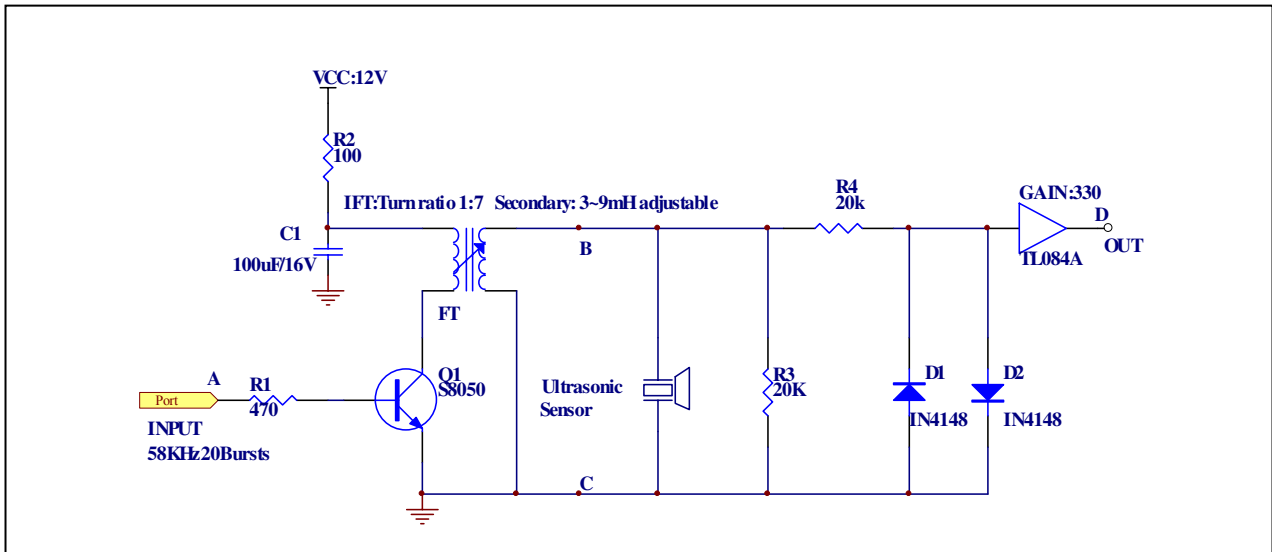 VCC:12V
R2
100
IFT:Turn ratio 1:7 Secondary: 3~9mH adjustable
C1
100uF/16V
B
R4
20k
GAIN:330
D
OUT
TL084A
FT
A
Port
R1
470
INPUT
58KHz20Bursts
Q1
S8050
Ultrasonic
Sensor
R3
20K
D1
IN4148
D2
IN4148
C